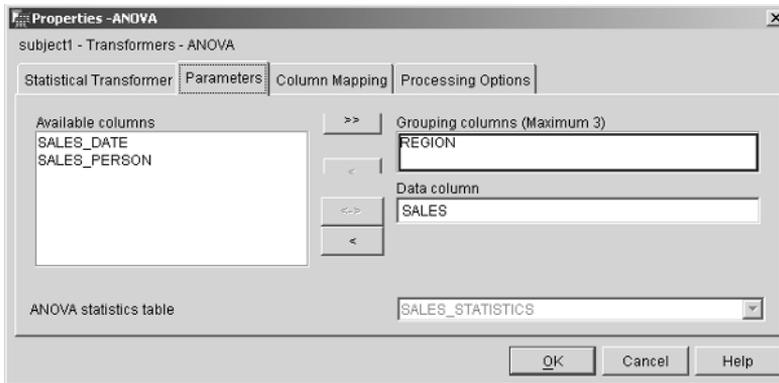 Properties -ANOVA
subject1 - Transformers - ANOVA
Statistical Transformer Parameters Column Mapping Processing Options
Available columns
SALES_DATE
SALES_PERSON
>>
<
<->
<
Grouping columns (Maximum 3)
REGION
Data column
SALES
ANOVA statistics table
SALES_STATISTICS
OK Cancel Help